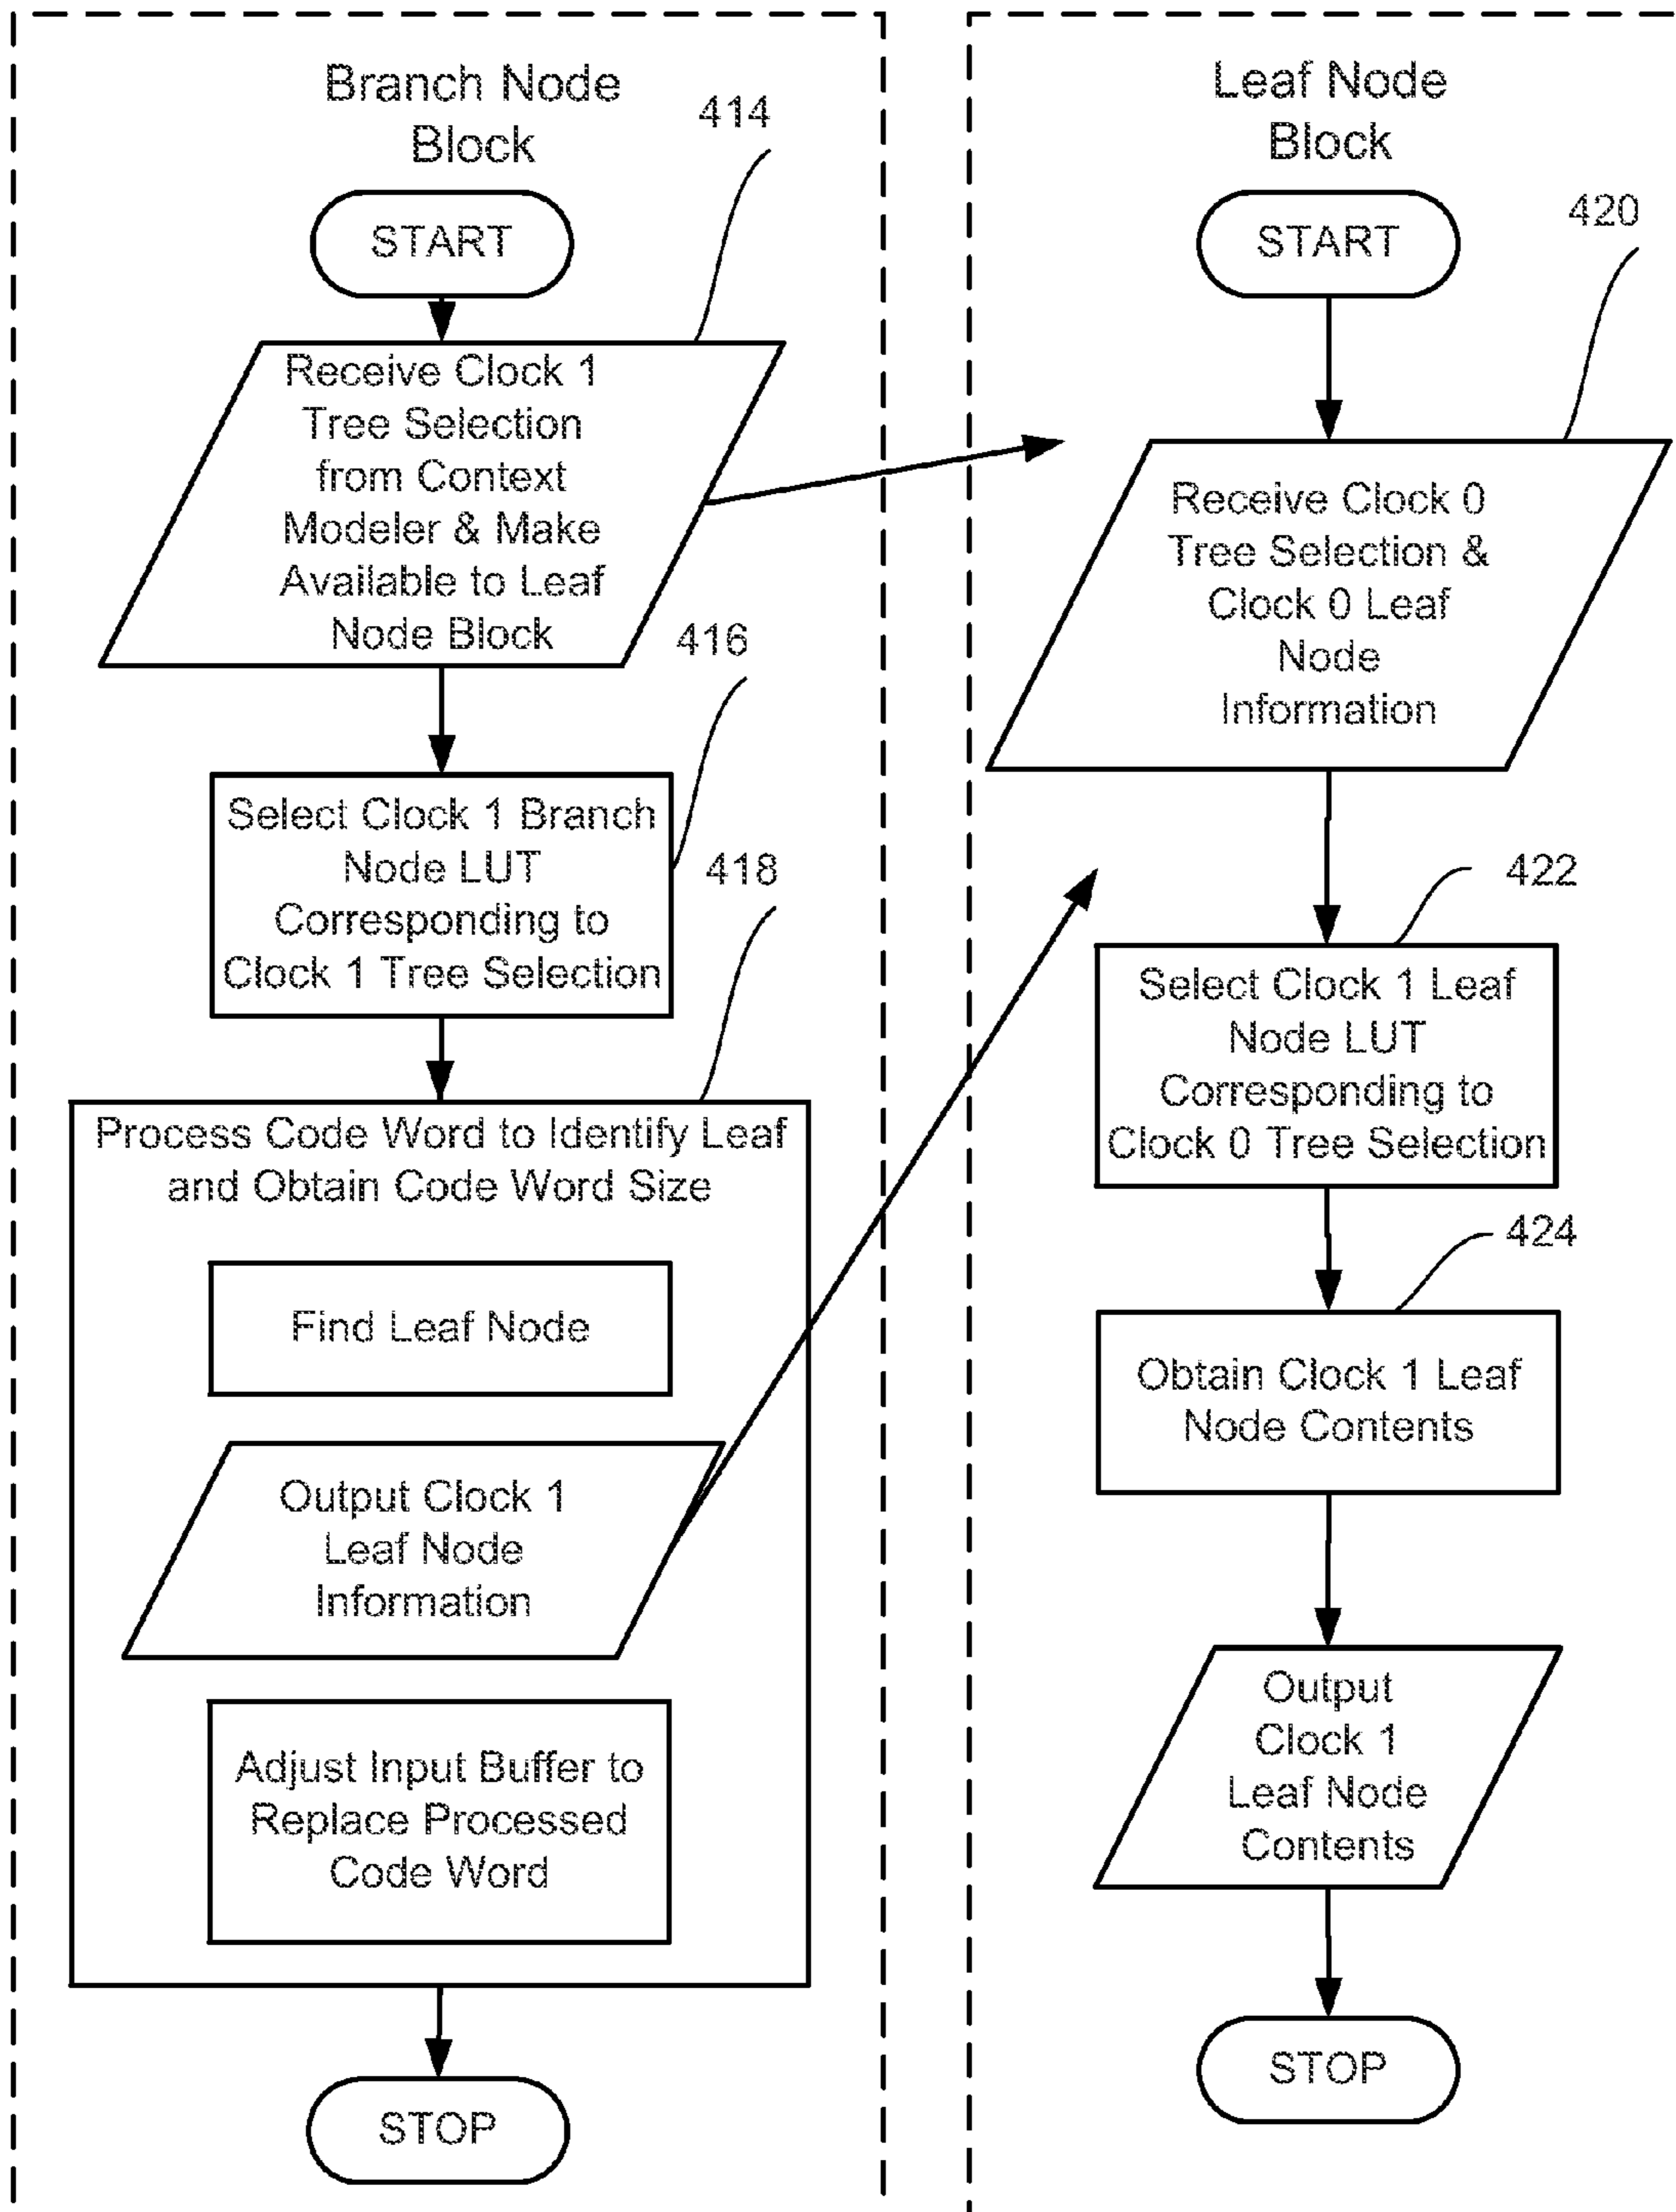 Branch Node
Block
414
START
Receive Clock 1
Tree Selection
from Context
Modeler & Make
Available to Leaf
Node Block
416
Select Clock 1 Branch
Node LUT
Corresponding to
Clock 1 Tree Selection
418
Process Code Word to Identify Leaf
and Obtain Code Word Size
Find Leaf Node
Output Clock 1
Leaf Node
Information
Adjust Input Buffer to
Replace Processed
Code Word
STOP
Leaf Node
Block
START
420
Receive Clock 0
Tree Selection &
Clock 0 Leaf
Node
Information
422
Select Clock 1 Leaf
Node LUT
Corresponding to
Clock 0 Tree Selection
424
Obtain Clock 1 Leaf
Node Contents
Output
Clock 1
Leaf Node
Contents
STOP